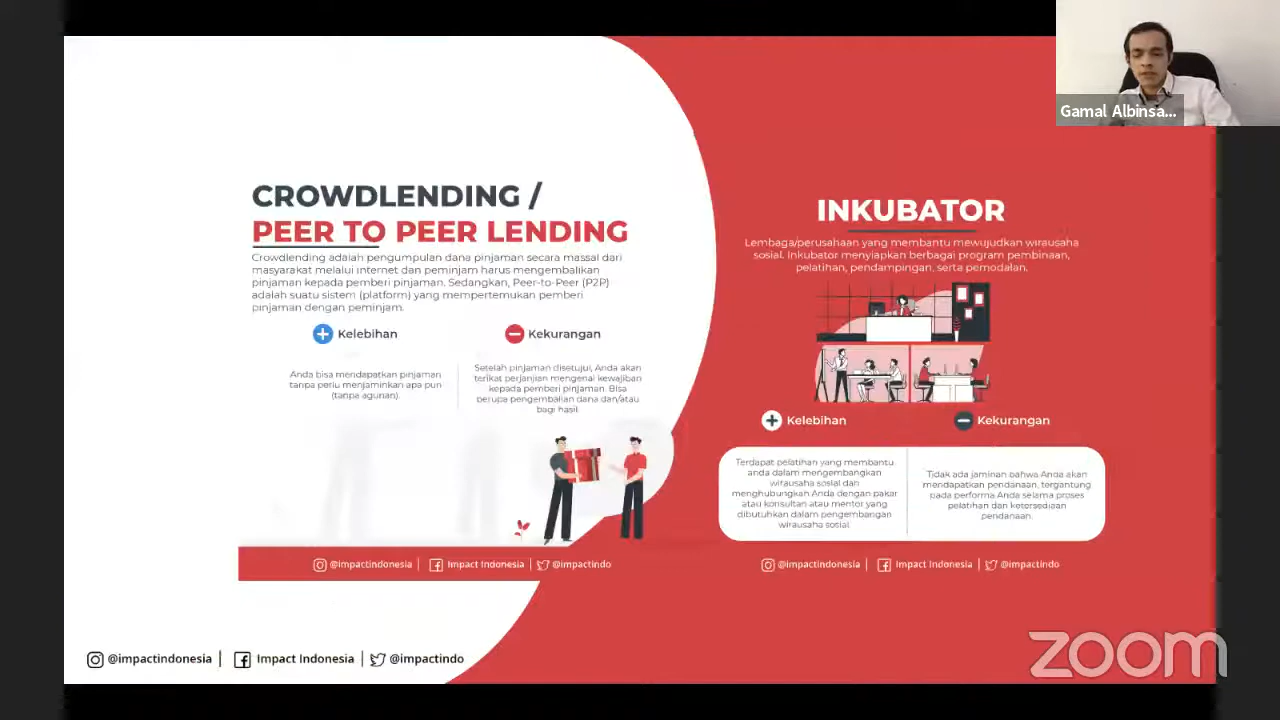 Gamal Albinsa...
CROWDLENDING /
PEER TO PEER LENDING
Crowdlending adalah pengumpulan dana pinjaman secara massal dari
masyarakat melalui internet dan peminjam harus mengembalikan
pinjaman kepada pemberi pinjaman. Sedangkan, Peer-to-Peer (P2P)
adalah suatu sistem (platform) yang mempertemukan pemberi
pinjaman dengan peminjam.
Kelebihan
Kekurangan
Anda bisa mendapatkan pinjaman
tanpa perlu menjaminkan apa pun
(tanpa agunan).
Setelah pinjaman disetujui, Anda akan
terikat perjanjian mengenai kewajiban
kepada pemberi pinjaman. Bisa
berupa pengembalian dana dan/atau
bagi hasil.
@impactindonesia | Impact Indonesia | @impactindo
INKUBATOR
Lembaga/perusahaan yang membantu mewujudkan wirausaha
sosial. Inkubator menyiapkan berbagai program pembinaan,
pelatihan, pendampingan, serta pemodalan.
Kelebihan
Kekurangan
Terdapat pelatihan yang membantu
anda dalam mengembangkan
wirausaha sosial dan
menghubungkan Anda dengan pakar
atau konsultan atau mentor yang
dibutuhkan dalam pengembangan
wirausaha sosial.
Tidak ada jaminan bahwa Anda akan
mendapatkan pendanaan, tergantung
pada performa Anda selama proses
pelatihan dan ketersediaan
pendanaan.
@impactindonesia | Impact Indonesia | @impactindo
@impactindonesia | Impact Indonesia | @impactindo
zoom